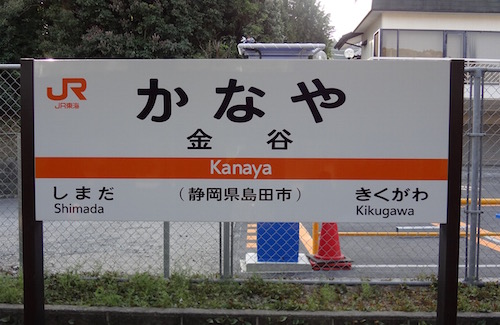 JR
JR東海
かなや
金谷
Kanaya
しまだ
Shimada
（静岡県島田市）
きくがわ
Kikugawa